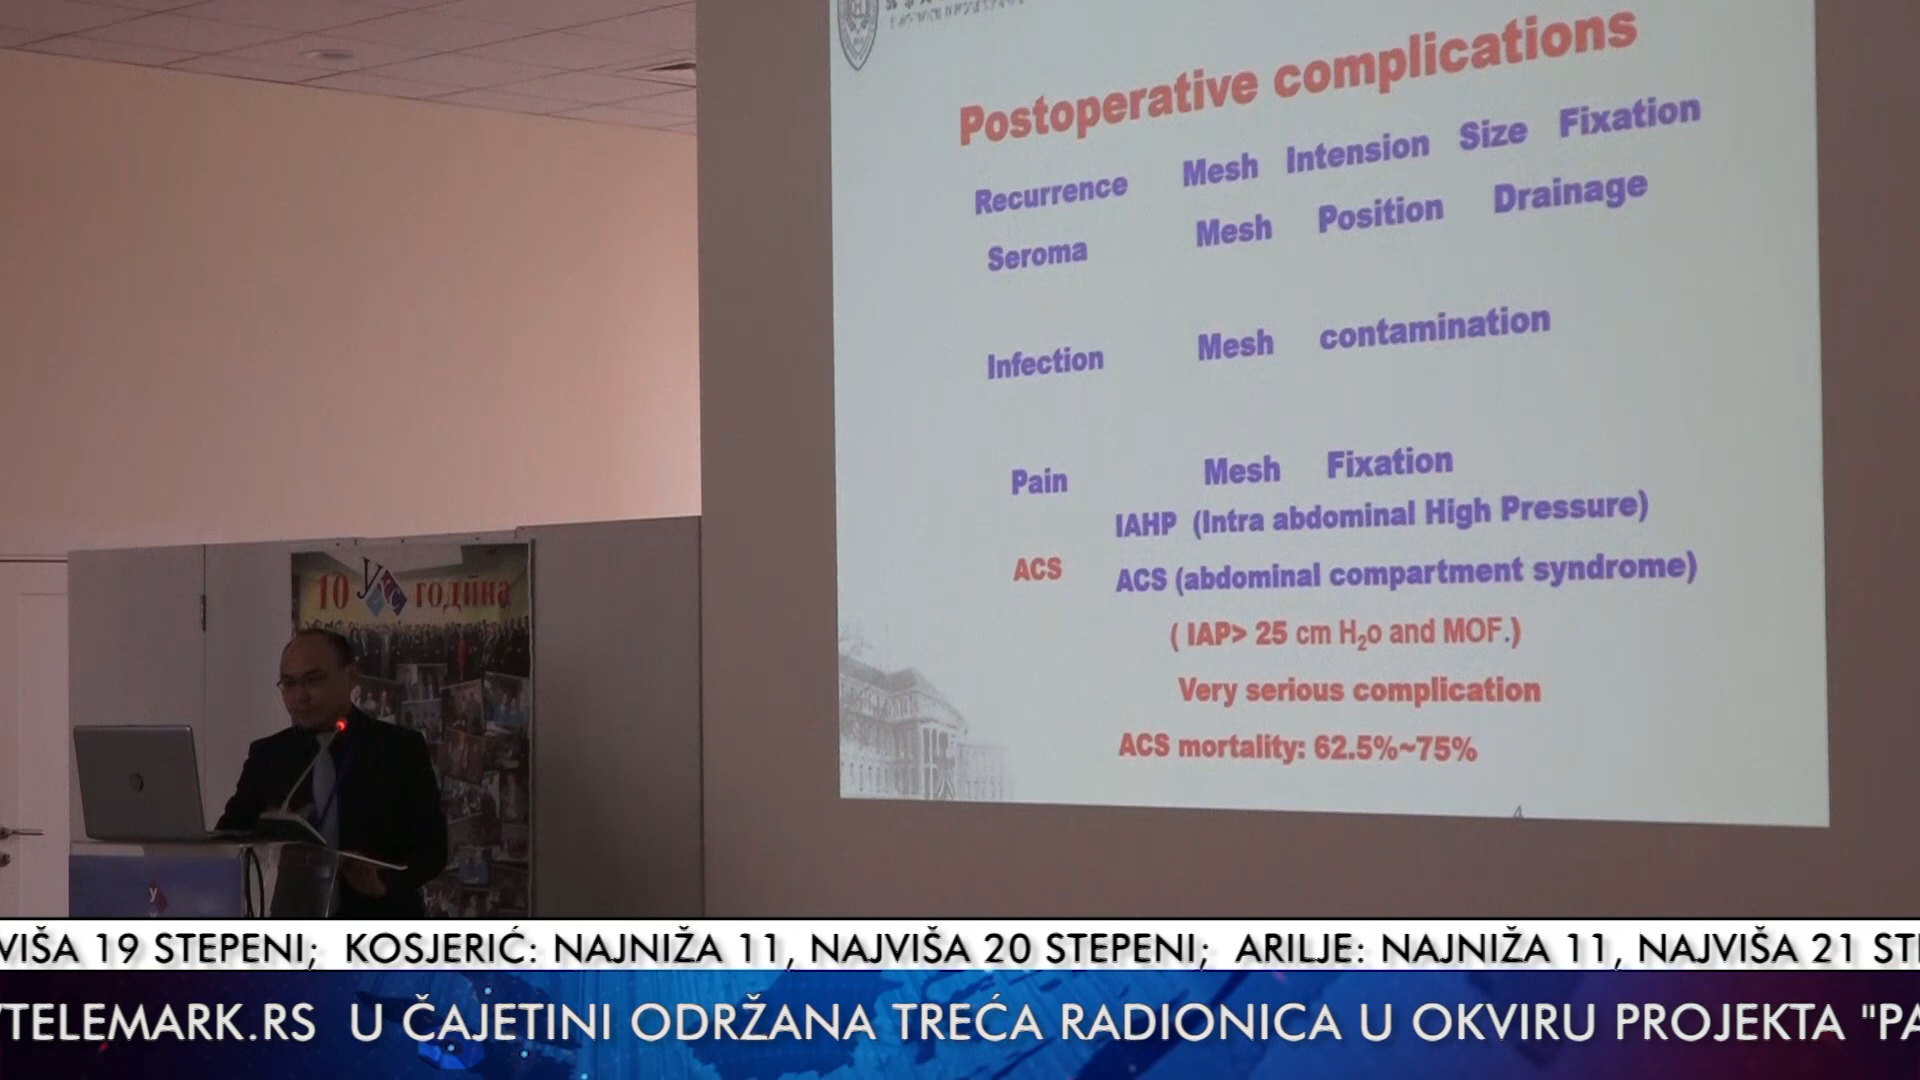 Postoperative complications
Recurrence Mesh Intension Size Fixation
Seroma Mesh Position Drainage
Infection Mesh contamination
Pain Mesh Fixation
IAHP (Intra abdominal High Pressure)
ACS ACS (abdominal compartment syndrome)
( IAP> 25 cm H₂o and MOF.)
Very serious complication
ACS mortality: 62.5%~75%
10 УКС година
VIŠA 19 STEPENI; KOSJERIĆ: NAJNIŽA 11, NAJVIŠA 20 STEPENI; ARILJE: NAJNIŽA 11, NAJVIŠA 21 STE
VTELEMARK.RS U ČAJETINI ODRŽANA TREĆA RADIONICA U OKVIRU PROJEKTA "PA